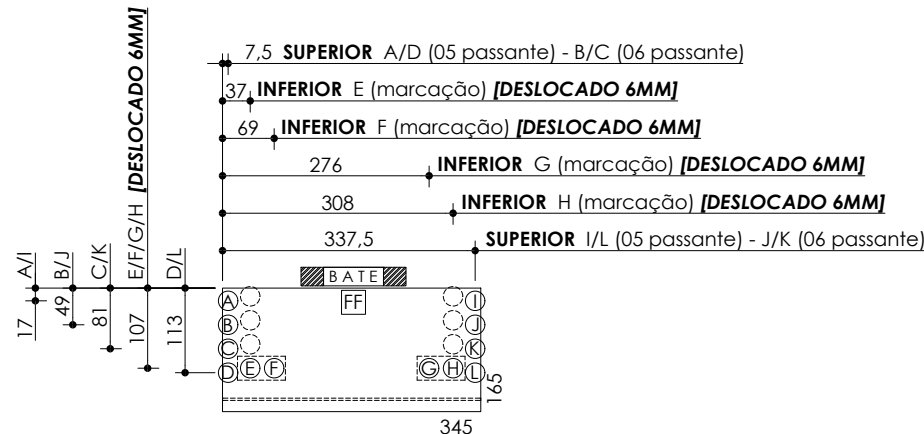 7,5 SUPERIOR A/D (05 passante) - B/C (06 passante)
37 INFERIOR E (marcação) [DESLOCADO 6MM]
69 INFERIOR F (marcação) [DESLOCADO 6MM]
276 INFERIOR G (marcação) [DESLOCADO 6MM]
308 INFERIOR H (marcação) [DESLOCADO 6MM]
337,5 SUPERIOR I/L (05 passante) - J/K (06 passante)
A/I
B/J
C/K
E/F/G/H [DESLOCADO 6MM]
D/L
17
49
81
107
113
BATE
FF
A I
B J
C K
D E F G H L
165
345